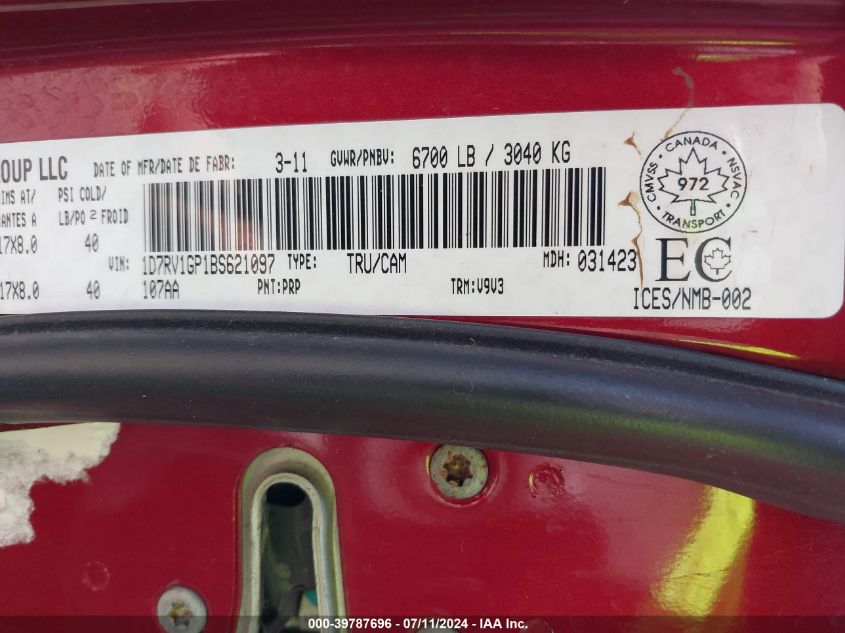 OUP LLC DATE OF MFR/DATE DE FABR: 3-11 GVWR/PNBV: 6700 LB / 3040 KG
IMS AT/ PSI COLD/
ANTES A LB/PO 2 FROID
17X8.0 40
VIN: 1D7RV1GP1BS621097 TYPE: TRU/CAM MDH: 031423
17X8.0 40 107AA PNT:PRP TRM:V9V3
CANADA
CMVSS 972 NSVAC
TRANSPORT
EC
ICES/NMB-002
000-39787696 - 07/11/2024 - IAA Inc.